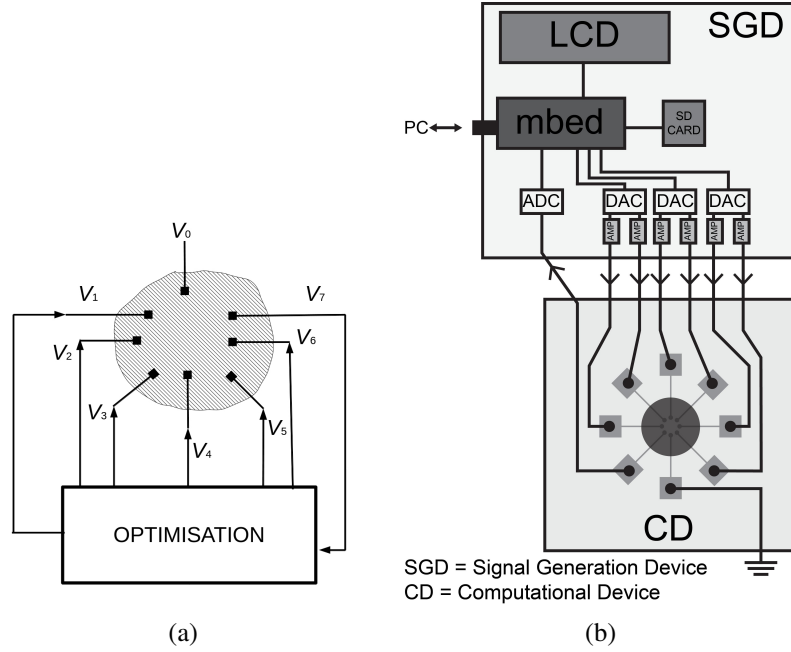 V0
V1
V7
V2
V6
V3
V5
V4
OPTIMISATION
(a)
SGD
LCD
PC
mbed
SD
CARD
ADC
DAC
DAC
DAC
AMP
AMP
AMP
AMP
AMP
AMP
CD
SGD = Signal Generation Device
CD = Computational Device
(b)